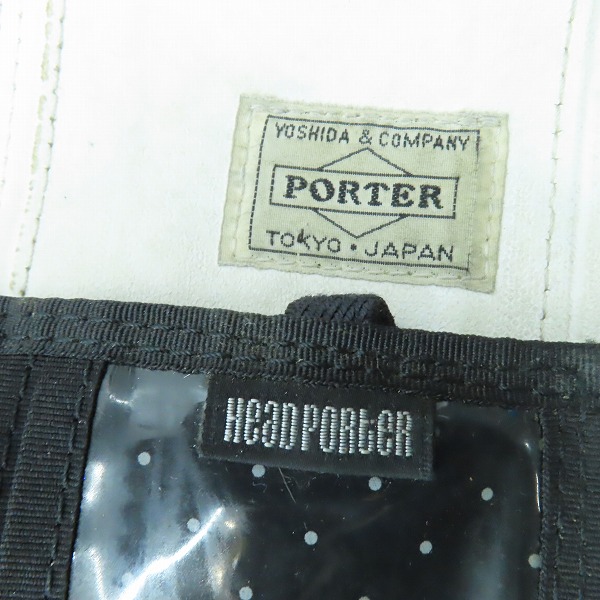 YOSHIDA & COMPANY
PORTER
TOKYO • JAPAN
HEADPORTER